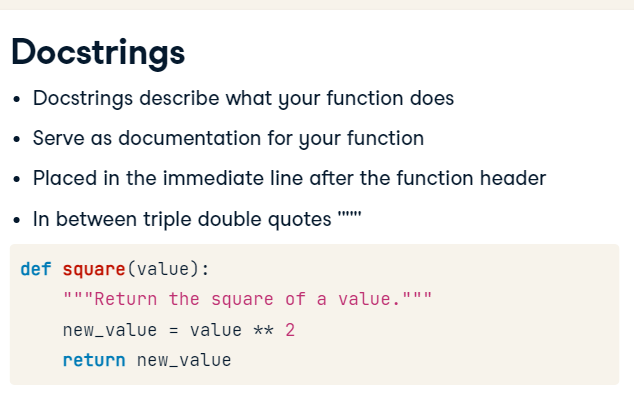 Docstrings
• Docstrings describe what your function does
• Serve as documentation for your function
• Placed in the immediate line after the function header
• In between triple double quotes """
def square(value):
    """Return the square of a value."""
    new_value = value ** 2
    return new_value